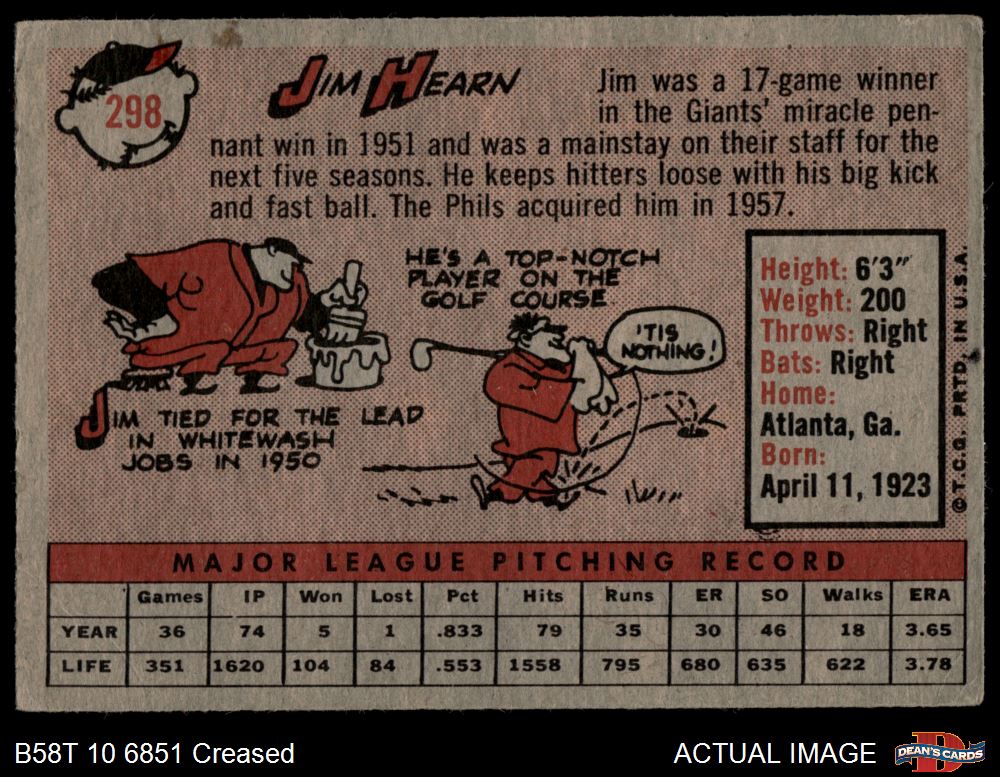 298
JIM HEARN
Jim was a 17-game winner
in the Giants' miracle pen-
nant win in 1951 and was a mainstay on their staff for the
next five seasons. He keeps hitters loose with his big kick
and fast ball. The Phils acquired him in 1957.
HE'S A TOP-NOTCH
PLAYER ON THE
GOLF COURSE
'TIS
NOTHING!
JIM TIED FOR THE LEAD
IN WHITEWASH
JOBS IN 1950
Height: 6'3"
Weight: 200
Throws: Right
Bats: Right
Home:
Atlanta, Ga.
Born:
April 11, 1923
© T.C.G. PRTD. IN U.S.A.
MAJOR LEAGUE PITCHING RECORD
Games IP Won Lost Pct Hits Runs ER SO Walks ERA
YEAR 36 74 5 1 .833 79 35 30 46 18 3.65
LIFE 351 1620 104 84 .553 1558 795 680 635 622 3.78
B58T 10 6851 Creased
ACTUAL IMAGE
DEAN'S CARDS